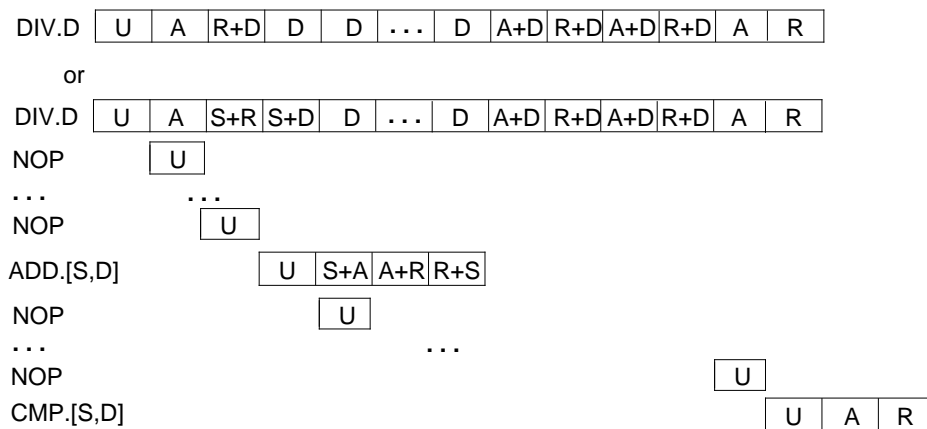 DIV.D U A R+D D D ... D A+D R+D A+D R+D A R
or
DIV.D U A S+R S+D D ... D A+D R+D A+D R+D A R
NOP U
... ...
NOP U
ADD.[S,D] U S+A A+R R+S
NOP U
... ...
NOP U
CMP.[S,D] U A R